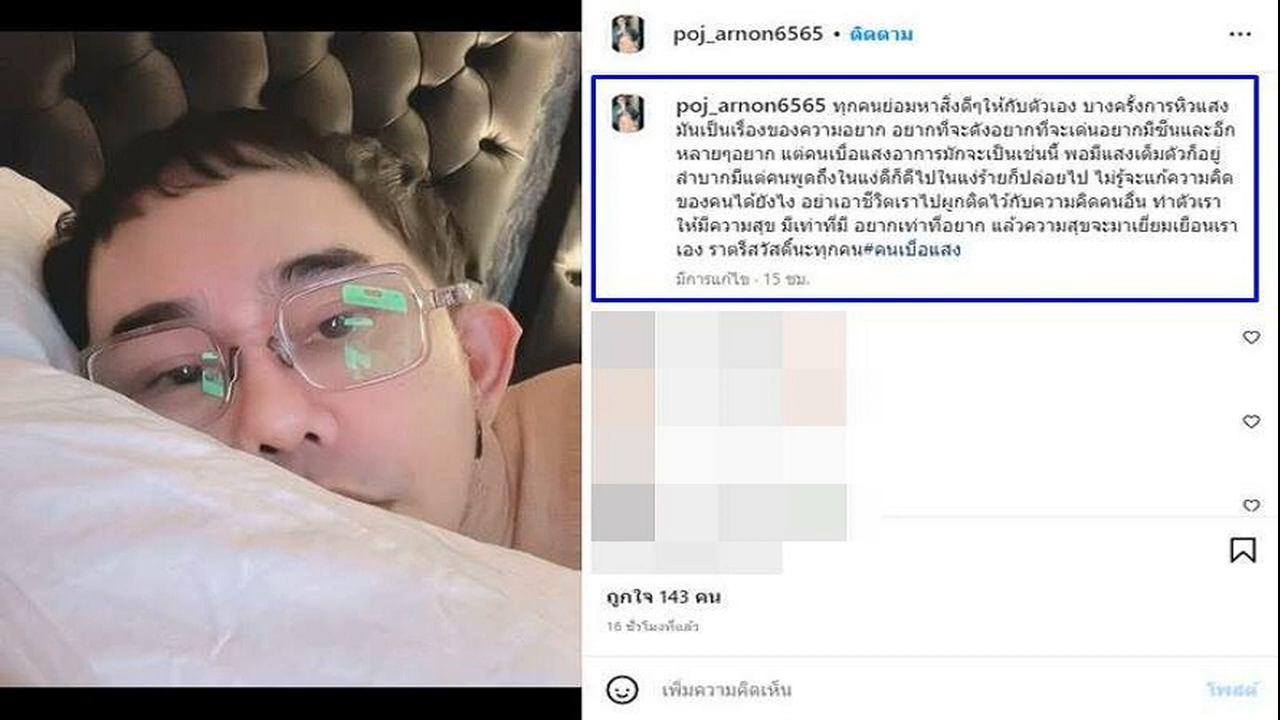 poj_arnon6565 • ติดตาม
poj_arnon6565 ทุกคนย่อมหาสิ่งดีๆให้กับตัวเอง บางครั้งการหิวแสง
มันเป็นเรื่องของความอยาก อยากที่จะดังอยากที่จะเด่นอยากมีซีนและอีก
หลายๆอยาก แต่คนเบื่อแสงอาการมักจะเป็นเช่นนี้ พอมีแสงเต็มตัวก็อยู่
ลำบากมีแต่คนพูดถึงในแง่ดีก็ดีไปในแง่ร้ายก็ปล่อยไป ไม่รู้จะแก้ความคิด
ของคนได้ยังไง อย่าเอาชีวิตเราไปผูกติดไว้กับความคิดคนอื่น ทำตัวเรา
ให้มีความสุข มีเท่าที่มี อยากเท่าที่อยาก แล้วความสุขจะมาเยี่ยมเยือนเรา
เอง ราตรีสวัสดิ์นะทุกคน#คนเบื่อแสง
มีการแก้ไข · 15 ชม.
ถูกใจ 143 คน
16 ชั่วโมงที่แล้ว
เพิ่มความคิดเห็น
โพสต์